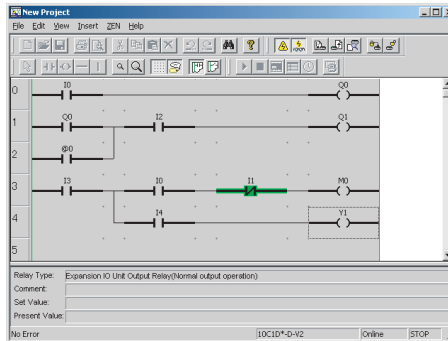 New Project
File Edit View Insert ZEN Help
0 I0 Q0
1 Q0 I2 Q1
2 @0
3 I3 I0 I1 M0
4 I4 Y1
5
Relay Type: Expansion IO Unit Output Relay(Normal output operation)
Comment:
Set Value:
Present Value:
No Error 10C1D*-D-V2 Online STOP